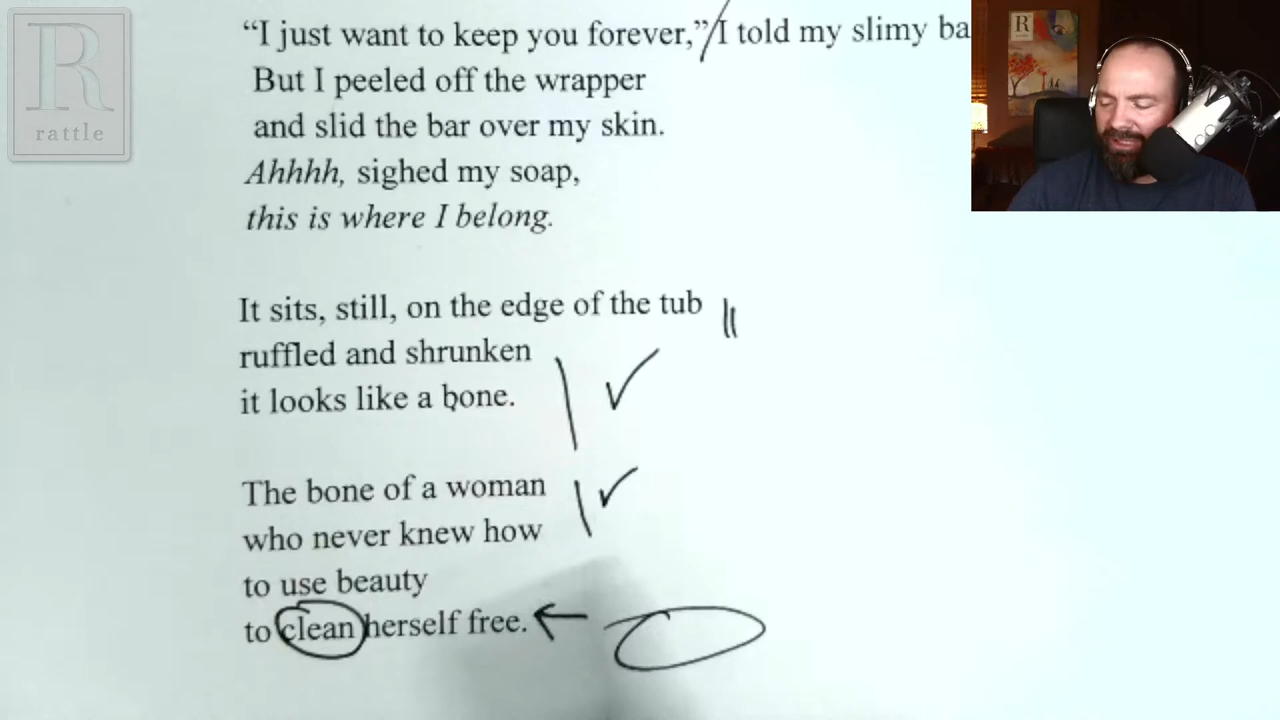 R
rattle
“I just want to keep you forever,” I told my slimy ba
But I peeled off the wrapper
and slid the bar over my skin.
Ahhhh, sighed my soap,
this is where I belong.
It sits, still, on the edge of the tub
ruffled and shrunken
it looks like a bone.
The bone of a woman
who never knew how
to use beauty
to clean herself free.
R